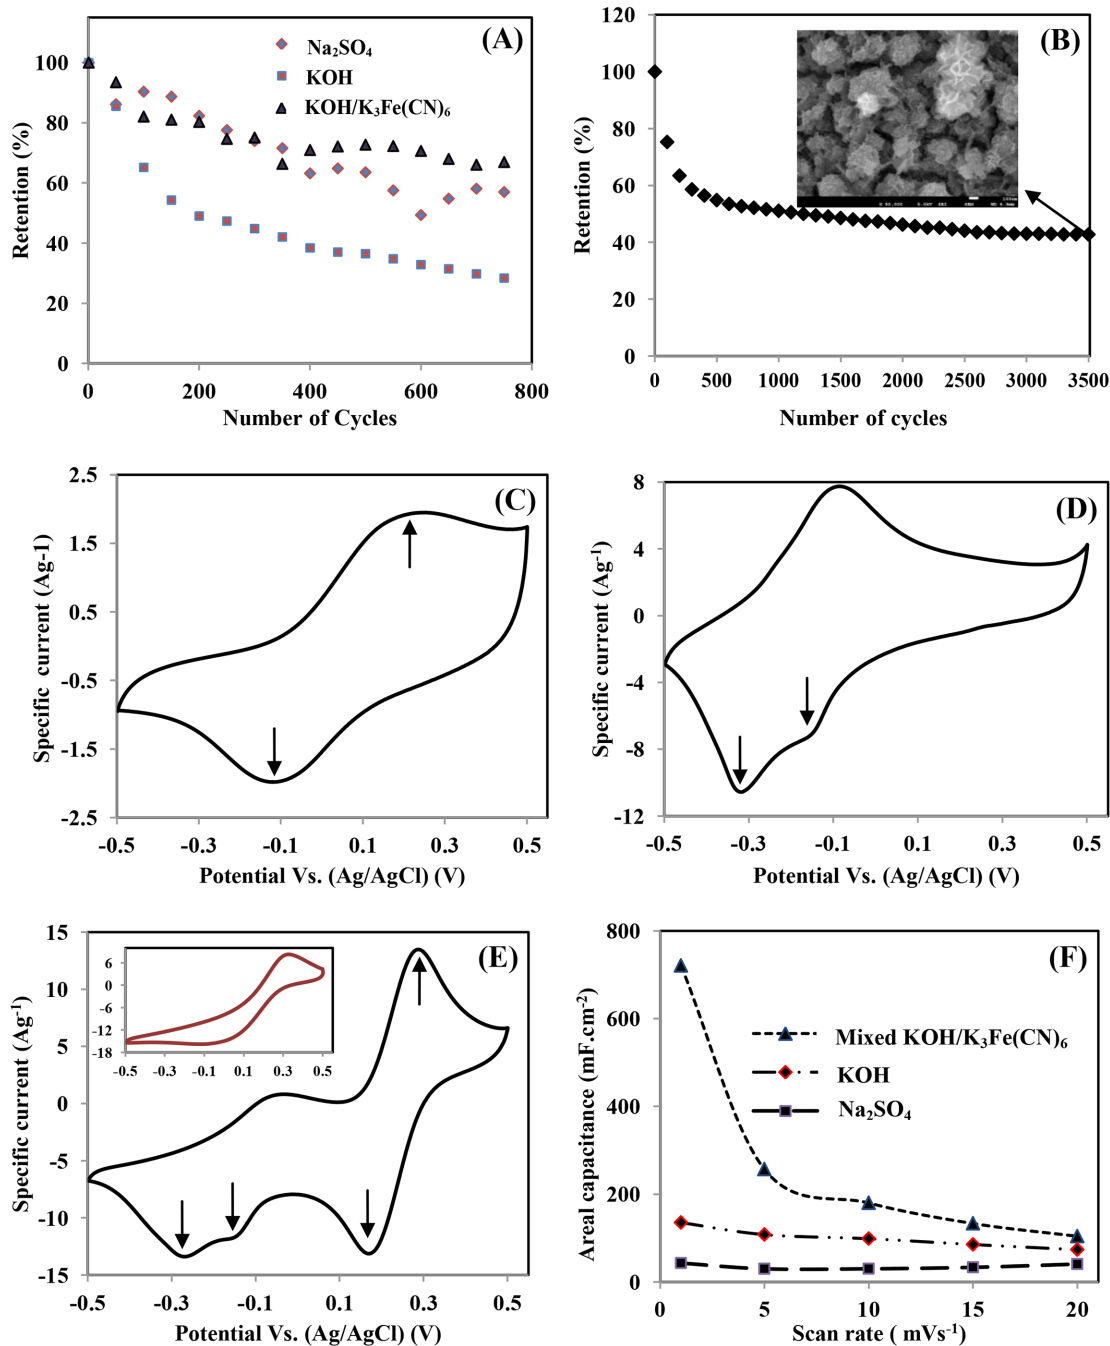 (A)
Na₂SO₄
KOH
KOH/K₃Fe(CN)₆
Retention (%)
100
80
60
40
20
0
0 200 400 600 800
Number of Cycles
(B)
Retention (%)
120
100
80
60
40
20
0
0 500 1000 1500 2000 2500 3000 3500
Number of cycles
(C)
Specific current (Ag-1)
2.5
1.5
0.5
-0.5
-1.5
-2.5
-0.5 -0.3 -0.1 0.1 0.3 0.5
Potential Vs. (Ag/AgCl) (V)
(D)
Specific current (Ag⁻¹)
8
4
0
-4
-8
-12
-0.5 -0.3 -0.1 0.1 0.3 0.5
Potential Vs. (Ag/AgCl) (V)
(E)
Specific current (Ag⁻¹)
15
10
5
0
-5
-10
-15
-0.5 -0.3 -0.1 0.1 0.3 0.5
Potential Vs. (Ag/AgCl) (V)
6
0
-6
-12
-18
-0.5 -0.3 -0.1 0.1 0.3 0.5
(F)
Mixed KOH/K₃Fe(CN)₆
KOH
Na₂SO₄
Areal capacitance (mF.cm⁻²)
800
600
400
200
0
0 5 10 15 20
Scan rate ( mVs⁻¹)